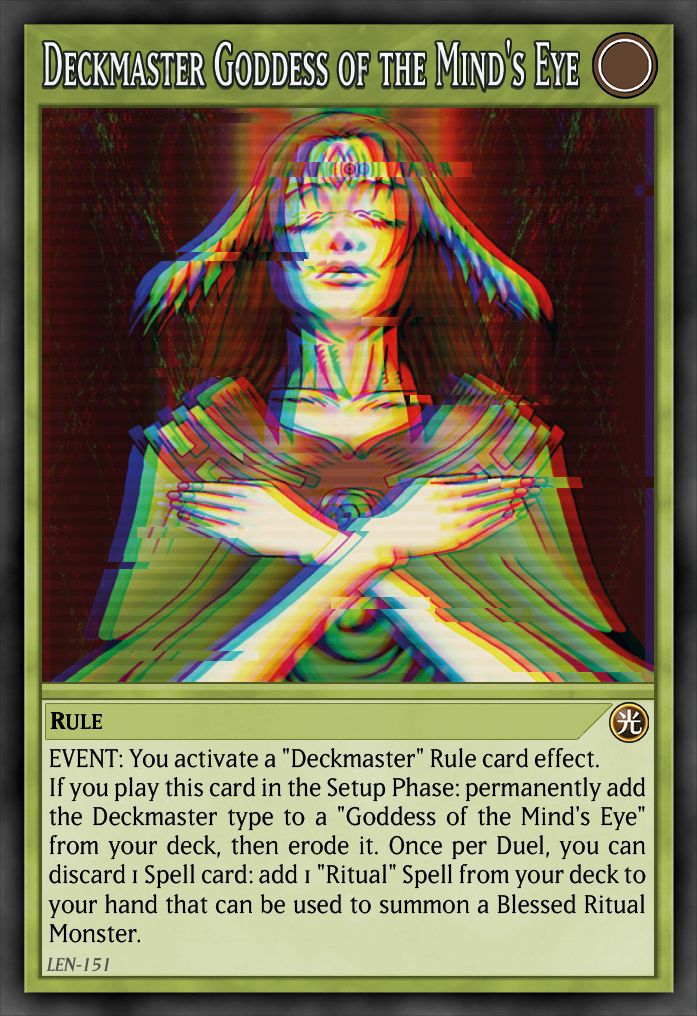 Deckmaster Goddess of the Mind's Eye
Rule
光
EVENT: You activate a "Deckmaster" Rule card effect.
If you play this card in the Setup Phase: permanently add
the Deckmaster type to a "Goddess of the Mind's Eye"
from your deck, then erode it. Once per Duel, you can
discard 1 Spell card: add 1 "Ritual" Spell from your deck to
your hand that can be used to summon a Blessed Ritual
Monster.
LEN-151